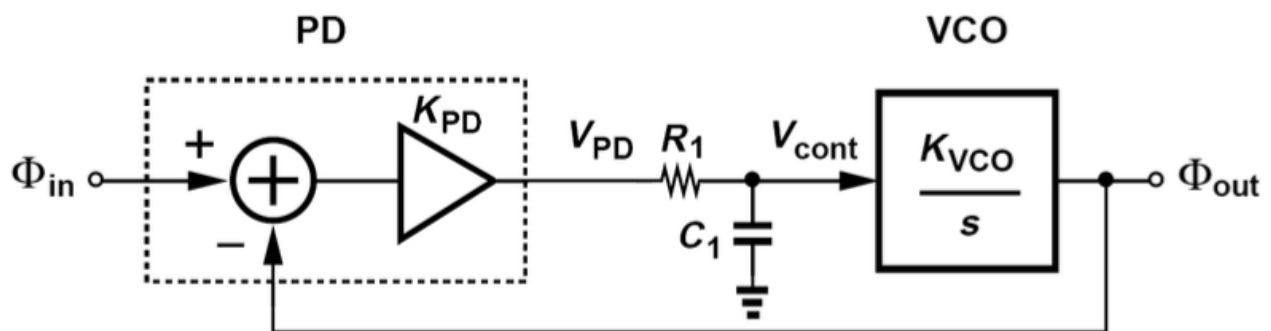 PD
VCO
K_PD
V_PD
R_1
V_cont
K_VCO
s
Φ_in
+
+
−
Φ_out
C_1